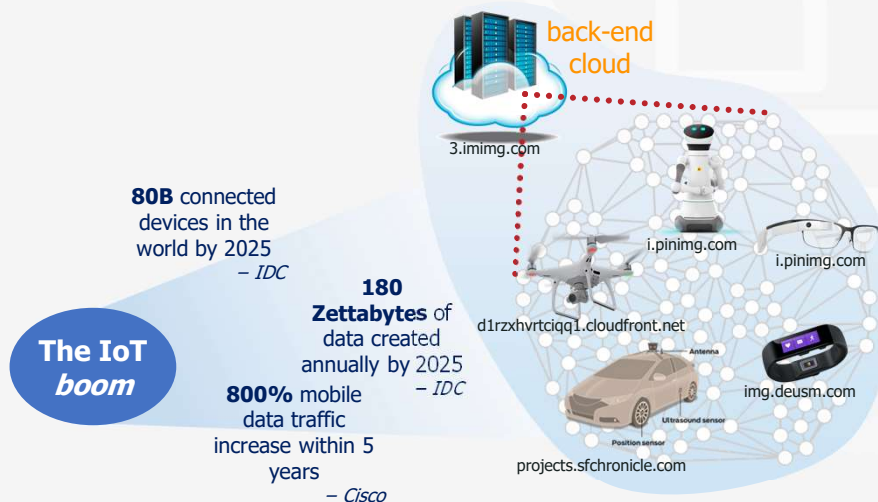 back-end
cloud
3.imimg.com
80B connected
devices in the
world by 2025
– IDC
i.pinimg.com
i.pinimg.com
180
Zettabytes of
data created
annually by 2025
– IDC
d1rzxhvrtciqq1.cloudfront.net
The IoT
boom
800% mobile
data traffic
increase within 5
years
– Cisco
Antenna
Ultrasound sensor
Position sensor
img.deusm.com
projects.sfchronicle.com